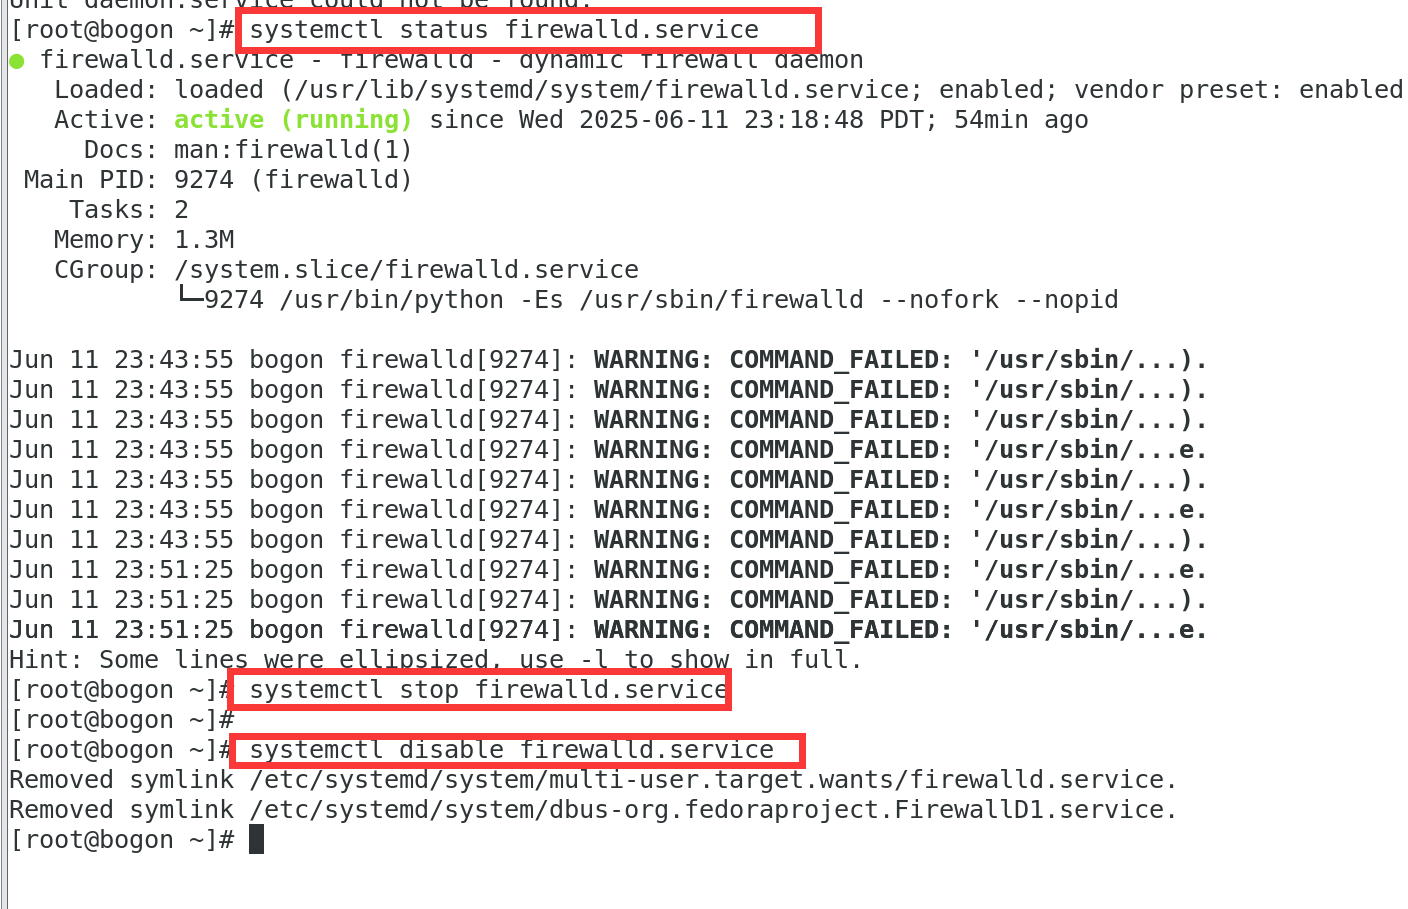 Unit daemon.service could not be found.
[root@bogon ~]# systemctl status firewalld.service
● firewalld.service - firewalld - dynamic firewall daemon
   Loaded: loaded (/usr/lib/systemd/system/firewalld.service; enabled; vendor preset: enabled
   Active: active (running) since Wed 2025-06-11 23:18:48 PDT; 54min ago
     Docs: man:firewalld(1)
 Main PID: 9274 (firewalld)
    Tasks: 2
   Memory: 1.3M
   CGroup: /system.slice/firewalld.service
           └─9274 /usr/bin/python -Es /usr/sbin/firewalld --nofork --nopid
Jun 11 23:43:55 bogon firewalld[9274]: WARNING: COMMAND_FAILED: '/usr/sbin/...).
Jun 11 23:43:55 bogon firewalld[9274]: WARNING: COMMAND_FAILED: '/usr/sbin/...).
Jun 11 23:43:55 bogon firewalld[9274]: WARNING: COMMAND_FAILED: '/usr/sbin/...).
Jun 11 23:43:55 bogon firewalld[9274]: WARNING: COMMAND_FAILED: '/usr/sbin/...e.
Jun 11 23:43:55 bogon firewalld[9274]: WARNING: COMMAND_FAILED: '/usr/sbin/...).
Jun 11 23:43:55 bogon firewalld[9274]: WARNING: COMMAND_FAILED: '/usr/sbin/...e.
Jun 11 23:43:55 bogon firewalld[9274]: WARNING: COMMAND_FAILED: '/usr/sbin/...).
Jun 11 23:51:25 bogon firewalld[9274]: WARNING: COMMAND_FAILED: '/usr/sbin/...e.
Jun 11 23:51:25 bogon firewalld[9274]: WARNING: COMMAND_FAILED: '/usr/sbin/...).
Jun 11 23:51:25 bogon firewalld[9274]: WARNING: COMMAND_FAILED: '/usr/sbin/...e.
Hint: Some lines were ellipsized, use -l to show in full.
[root@bogon ~]# systemctl stop firewalld.service
[root@bogon ~]#
[root@bogon ~]# systemctl disable firewalld.service
Removed symlink /etc/systemd/system/multi-user.target.wants/firewalld.service.
Removed symlink /etc/systemd/system/dbus-org.fedoraproject.FirewallD1.service.
[root@bogon ~]#